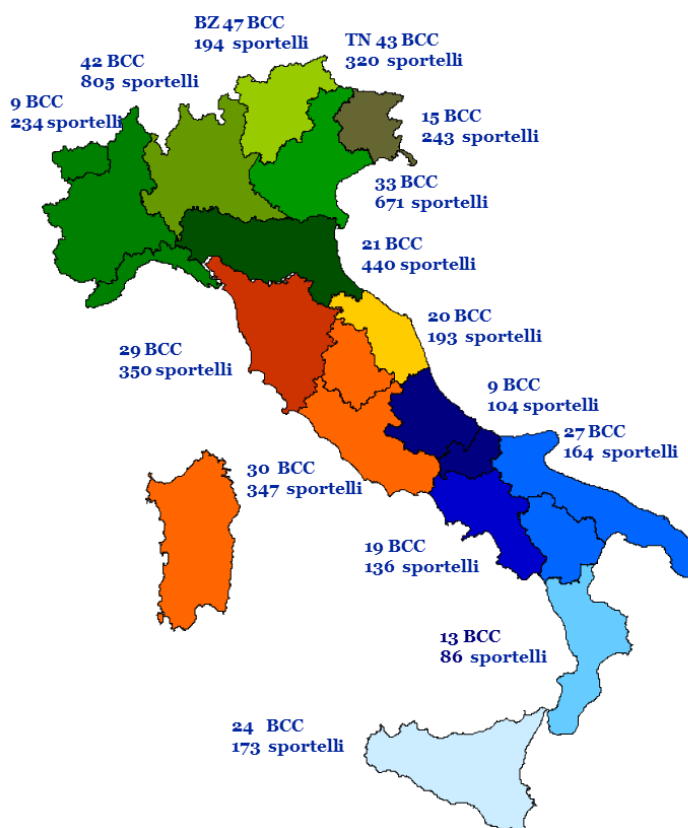 BZ 47 BCC
194 sportelli
TN 43 BCC
320 sportelli
42 BCC
805 sportelli
9 BCC
234 sportelli
15 BCC
243 sportelli
33 BCC
671 sportelli
21 BCC
440 sportelli
20 BCC
193 sportelli
29 BCC
350 sportelli
9 BCC
104 sportelli
27 BCC
164 sportelli
30 BCC
347 sportelli
19 BCC
136 sportelli
13 BCC
86 sportelli
24 BCC
173 sportelli